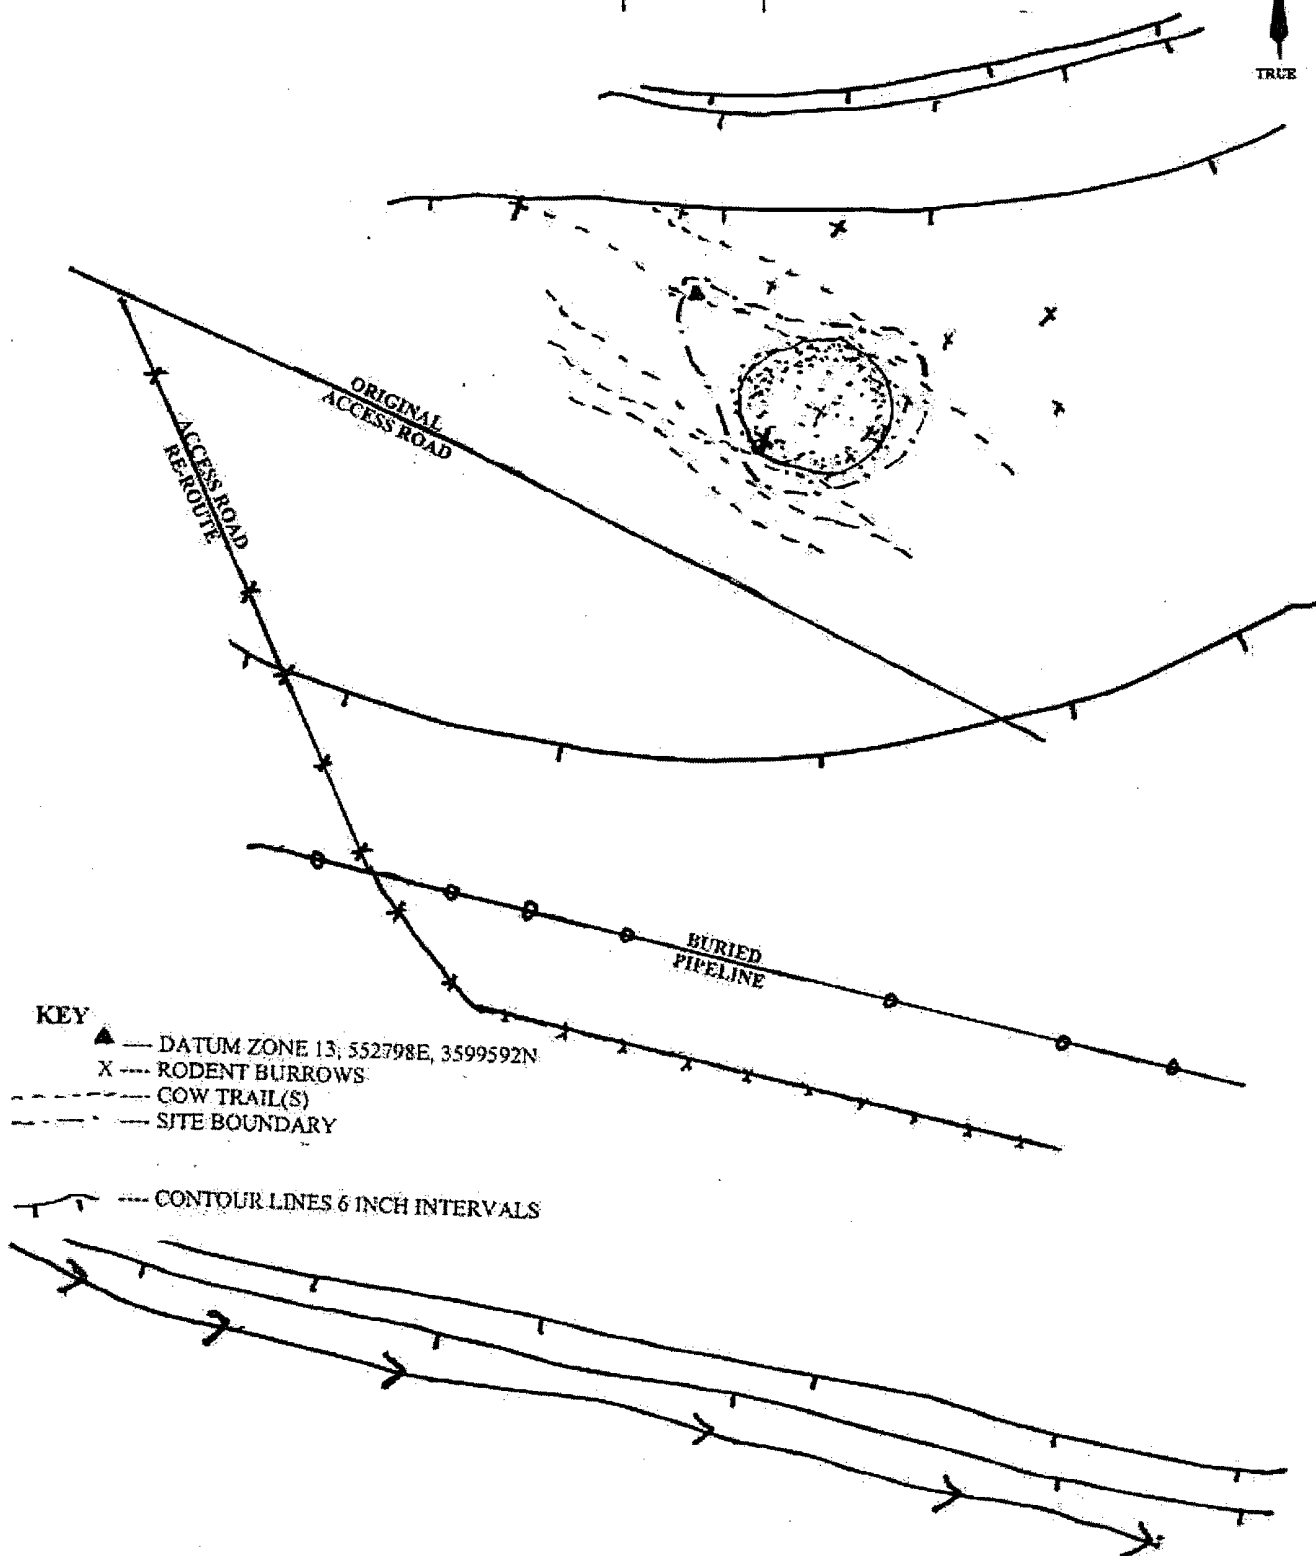 TRUE
ORIGINAL
ACCESS ROAD
ACCESS ROAD
RE-ROUTE
BURIED
PIPELINE
KEY
— DATUM ZONE 13; 552798E, 3599592N
X ---- RODENT BURROWS
---- COW TRAIL(S)
---- SITE BOUNDARY
---- CONTOUR LINES 6 INCH INTERVALS